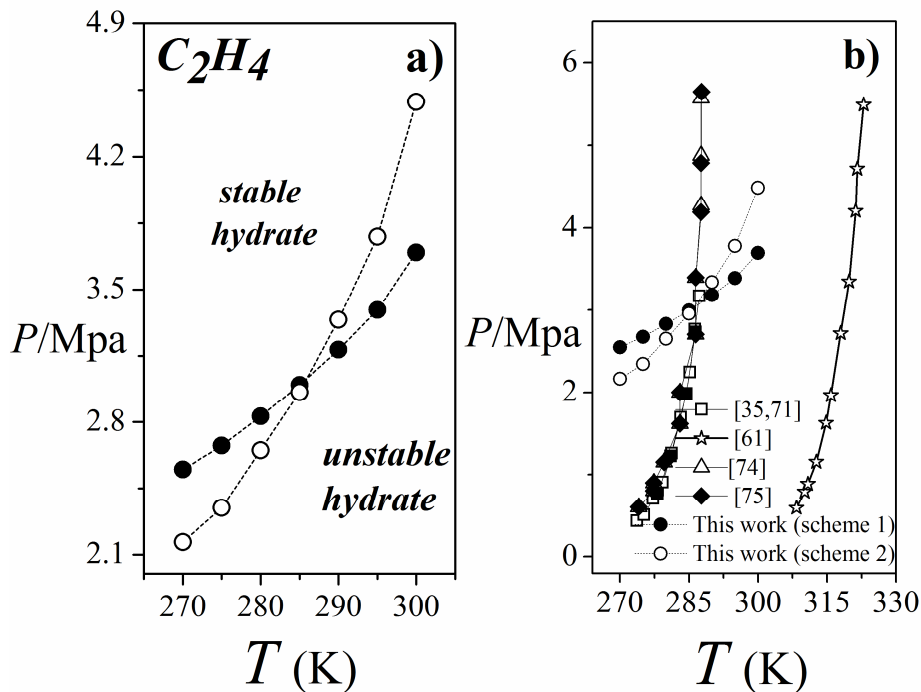 C2H4
a)
4.9
4.2
3.5
2.8
2.1
P/Mpa
stable
hydrate
unstable
hydrate
270
280
290
300
T (K)
b)
6
4
2
0
P/Mpa
[35,71]
[61]
[74]
[75]
This work (scheme 1)
This work (scheme 2)
270
285
300
315
330
T (K)